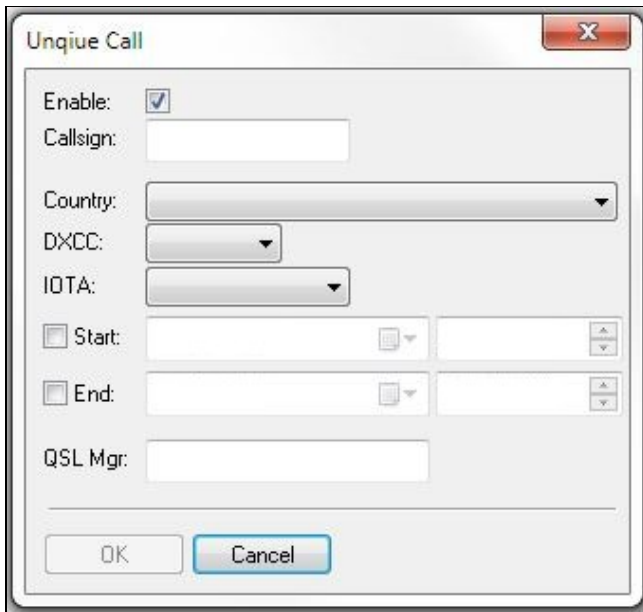 Unqiue Call
Enable:
Callsign:
Country:
DXCC:
IOTA:
Start:
End:
QSL Mgr:
OK Cancel